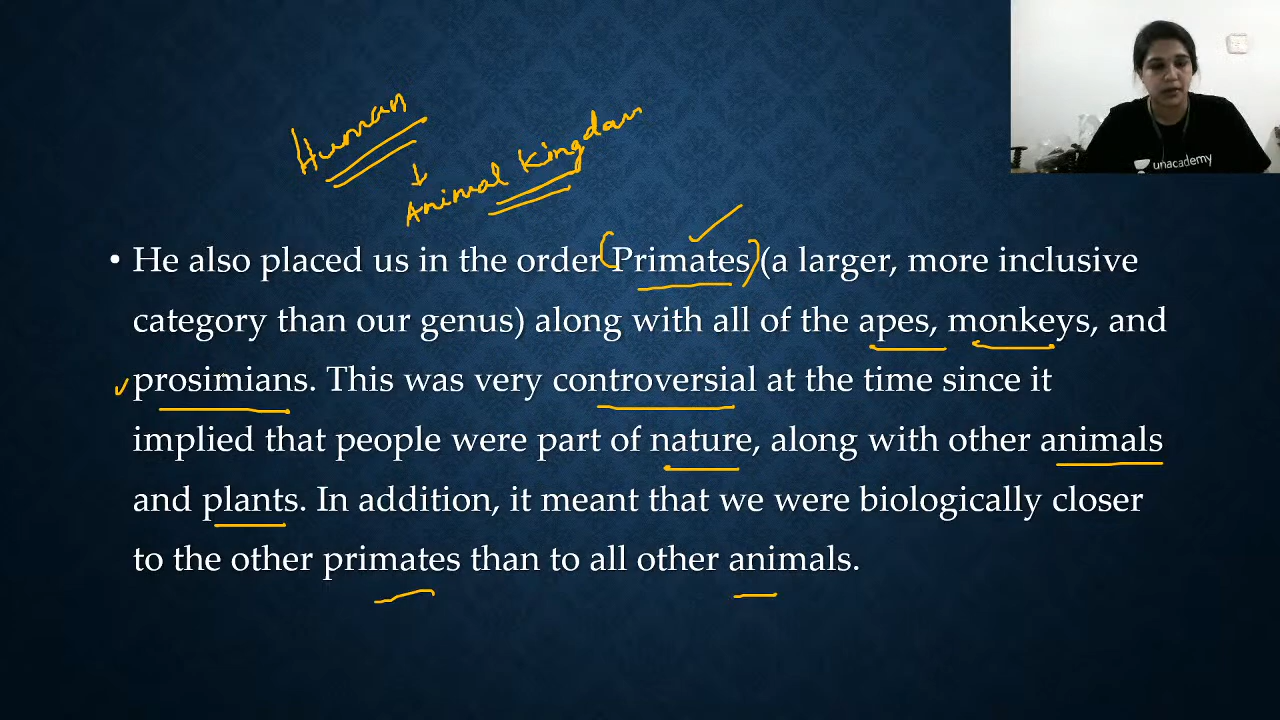 Human
Animal Kingdom
• He also placed us in the order (Primates) (a larger, more inclusive
category than our genus) along with all of the apes, monkeys, and
prosimians. This was very controversial at the time since it
implied that people were part of nature, along with other animals
and plants. In addition, it meant that we were biologically closer
to the other primates than to all other animals.
unacademy